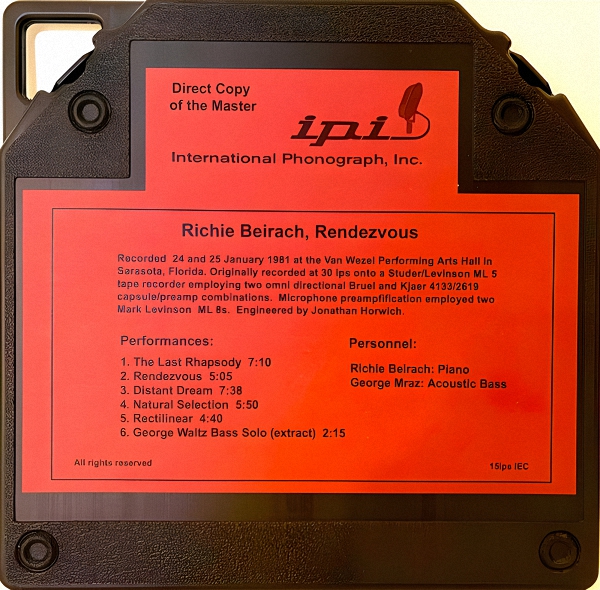 Direct Copy
of the Master
ipi
International Phonograph, Inc.
Richie Beirach, Rendezvous
Recorded 24 and 25 January 1981 at the Van Wezel Performing Arts Hall in
Sarasota, Florida. Originally recorded at 30 ips onto a Studer/Levinson ML 5
tape recorder employing two omni directional Bruel and Kjaer 4133/2619
capsule/preamp combinations. Microphone preamplification employed two
Mark Levinson ML 8s. Engineered by Jonathan Horwich.
Performances:
1. The Last Rhapsody 7:10
2. Rendezvous 5:05
3. Distant Dream 7:38
4. Natural Selection 5:50
5. Rectilinear 4:40
6. George Waltz Bass Solo (extract) 2:15
Personnel:
Richie Beirach: Piano
George Mraz: Acoustic Bass
All rights reserved
15ips IEC